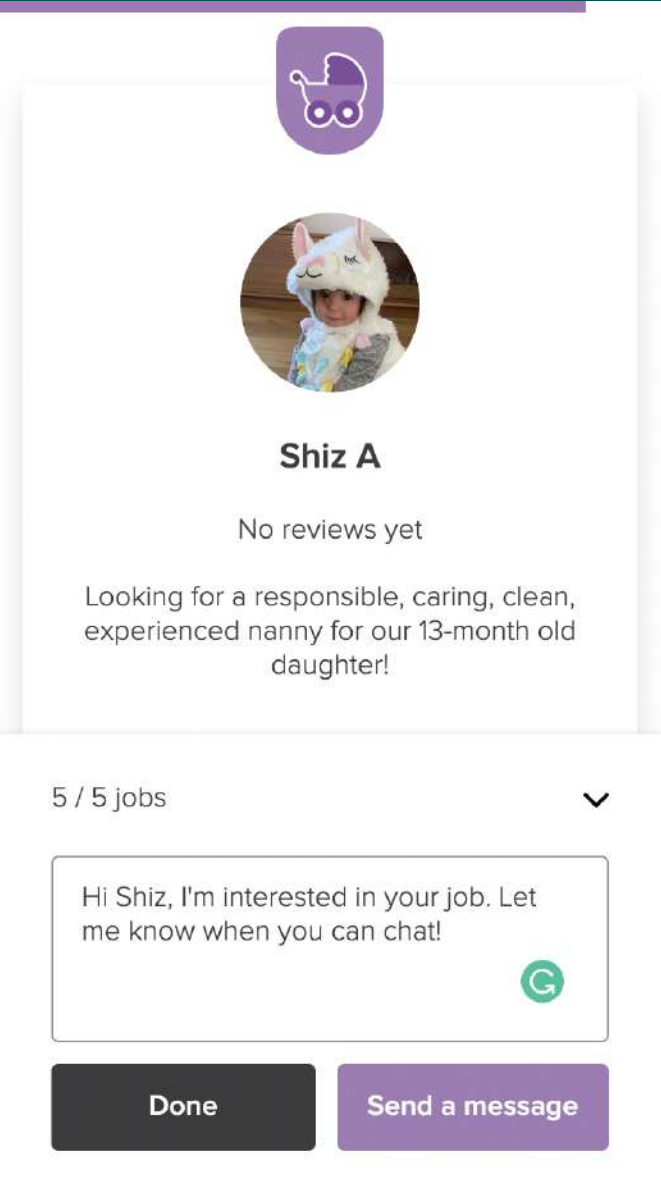 Shiz A
No reviews yet
Looking for a responsible, caring, clean,
experienced nanny for our 13-month old
daughter!
5 / 5 jobs
Hi Shiz, I'm interested in your job. Let
me know when you can chat!
Done
Send a message